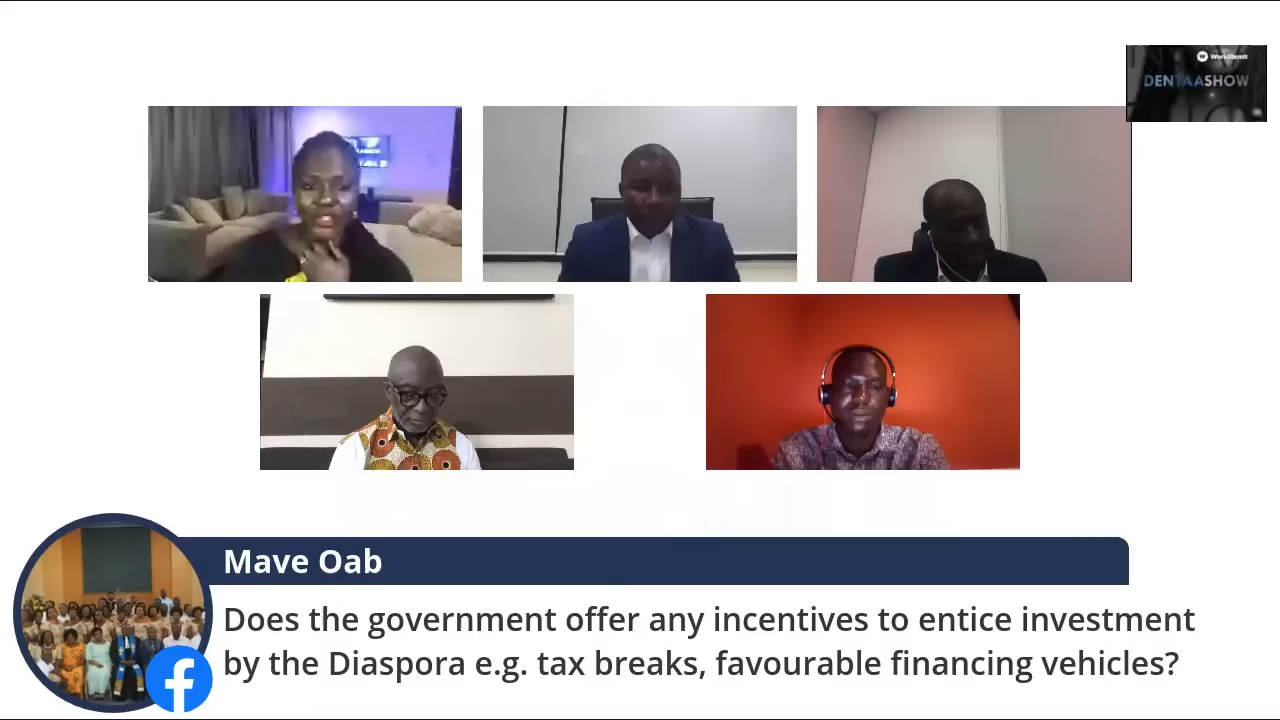 WorldRemit
DENTAASHOW
Mave Oab
Does the government offer any incentives to entice investment
by the Diaspora e.g. tax breaks, favourable financing vehicles?